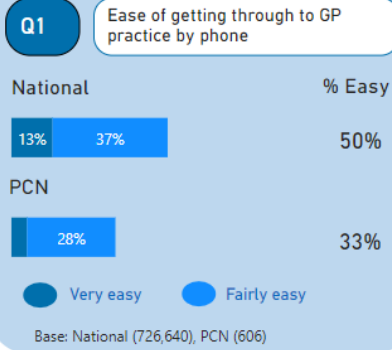 Q1
Ease of getting through to GP
practice by phone
National % Easy
13% 37% 50%
PCN
28% 33%
Very easy Fairly easy
Base: National (726,640), PCN (606)